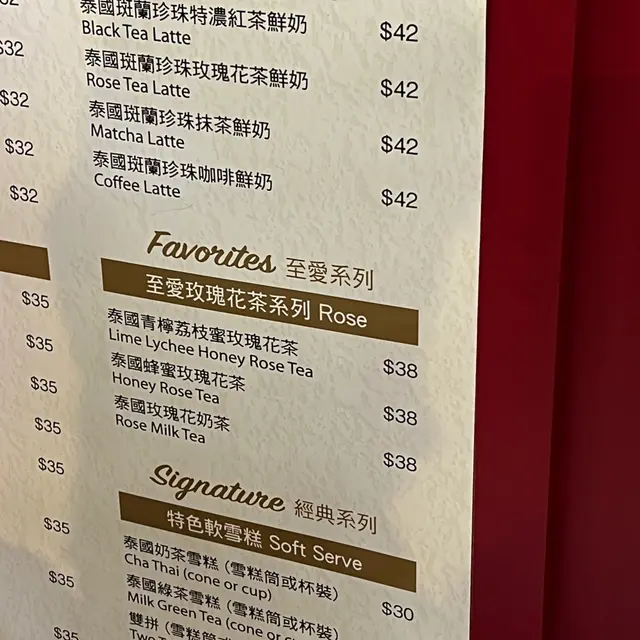 32
$32
$32
$32
$32
$35
$35
$35
$35
$35
$35
$35
$35
泰國斑蘭珍珠特濃紅茶鮮奶
Black Tea Latte $42
泰國斑蘭珍珠玫瑰花茶鮮奶
Rose Tea Latte $42
泰國斑蘭珍珠抹茶鮮奶
Matcha Latte $42
泰國斑蘭珍珠咖啡鮮奶
Coffee Latte $42
Favorites 至愛系列
至愛玫瑰花茶系列 Rose
泰國青檸荔枝蜜玫瑰花茶
Lime Lychee Honey Rose Tea $38
泰國蜂蜜玫瑰花茶
Honey Rose Tea $38
泰國玫瑰花奶茶
Rose Milk Tea $38
Signature 經典系列
特色軟雪糕 Soft Serve
泰國奶茶雪糕 (雪糕筒或杯裝)
Cha Thai (cone or cup) $30
泰國綠茶雪糕 (雪糕筒或杯裝)
Milk Green Tea (cone or
雙拼 (雪糕筒或